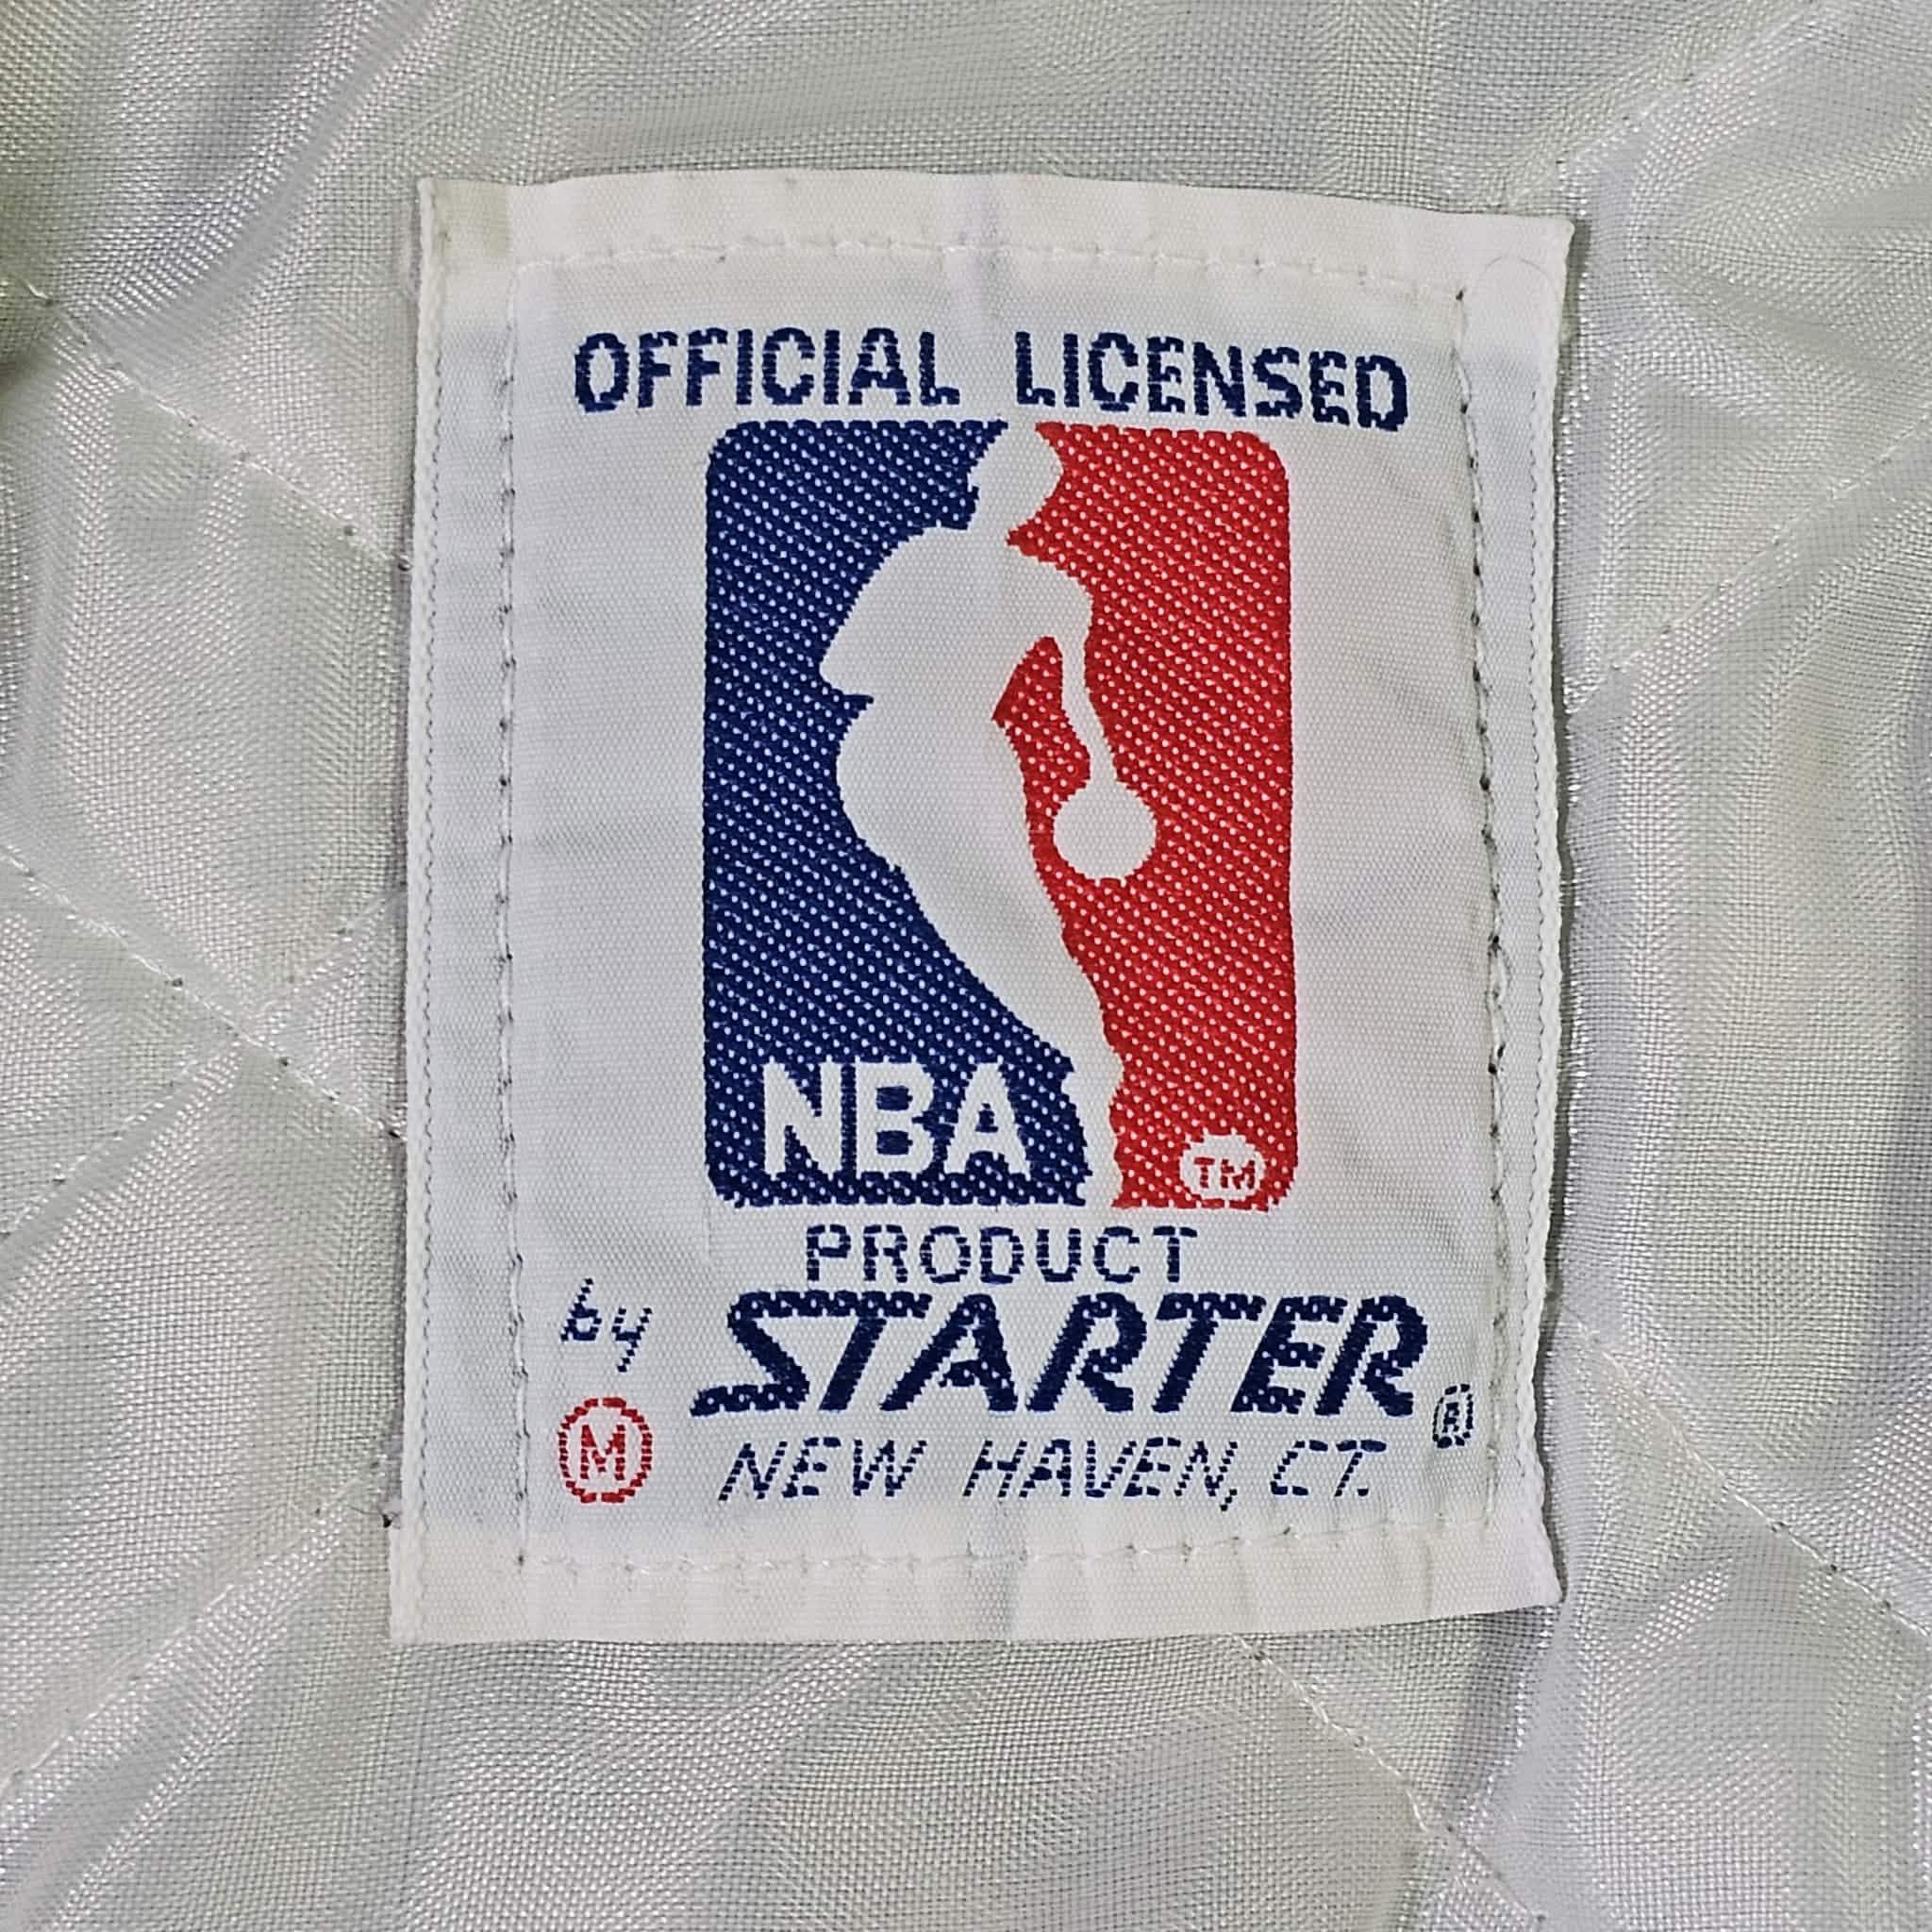 OFFICIAL LICENSED
NBA
TM
PRODUCT
by STARTER ®
M NEW HAVEN, CT.